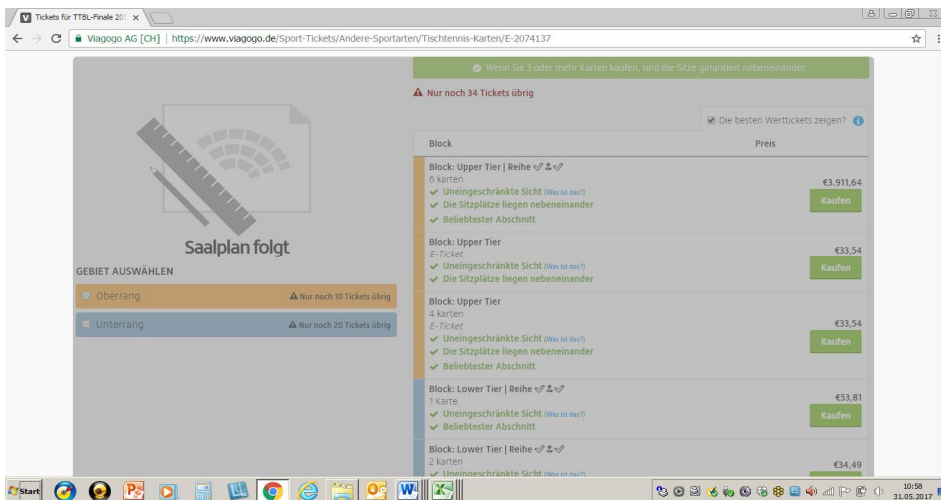 Tickets für TTBL-Finale 201
Viagogo AG [CH] | https://www.viagogo.de/Sport-Tickets/Andere-Sportarten/Tischtennis-Karten/E-2074137
Wenn Sie 3 oder mehr Karten kaufen, sind die Sitze garantiert nebeneinander
Nur noch 34 Tickets übrig
Die besten Werttickets zeigen?
Block Preis
Block: Upper Tier | Reihe
6 karten
€3.911,64
Uneingeschränkte Sicht (Was ist das?)
Kaufen
Die Sitzplätze liegen nebeneinander
Beliebtester Abschnitt
Saalplan folgt
GEBIET AUSWÄHLEN
Oberrang Nur noch 10 Tickets übrig
Unterrang Nur noch 20 Tickets übrig
Block: Upper Tier
E-Ticket
€33,54
Uneingeschränkte Sicht (Was ist das?)
Kaufen
Die Sitzplätze liegen nebeneinander
Block: Upper Tier
4 karten
E-Ticket
€33,54
Uneingeschränkte Sicht (Was ist das?)
Kaufen
Die Sitzplätze liegen nebeneinander
Beliebtester Abschnitt
Block: Lower Tier | Reihe
1 Karte
€53,81
Uneingeschränkte Sicht (Was ist das?)
Kaufen
Beliebtester Abschnitt
Block: Lower Tier | Reihe
2 karten
€34,49
Uneingeschränkte Sicht (Was ist das?)
Start
10:58
31.05.2017